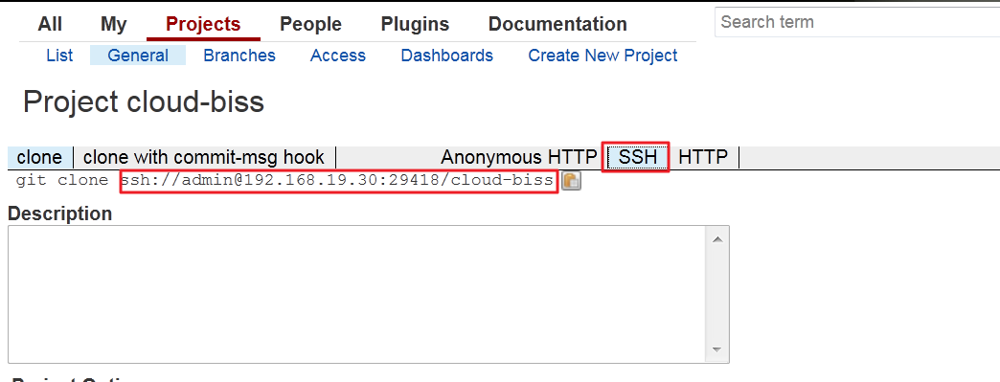 All My Projects People Plugins Documentation Search term
List General Branches Access Dashboards Create New Project
Project cloud-biss
clone clone with commit-msg hook Anonymous HTTP SSH HTTP
git clone ssh://admin@192.168.19.30:29418/cloud-biss
Description